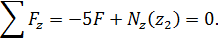 ∑F_z = −5F + N_z(z_2) = 0.